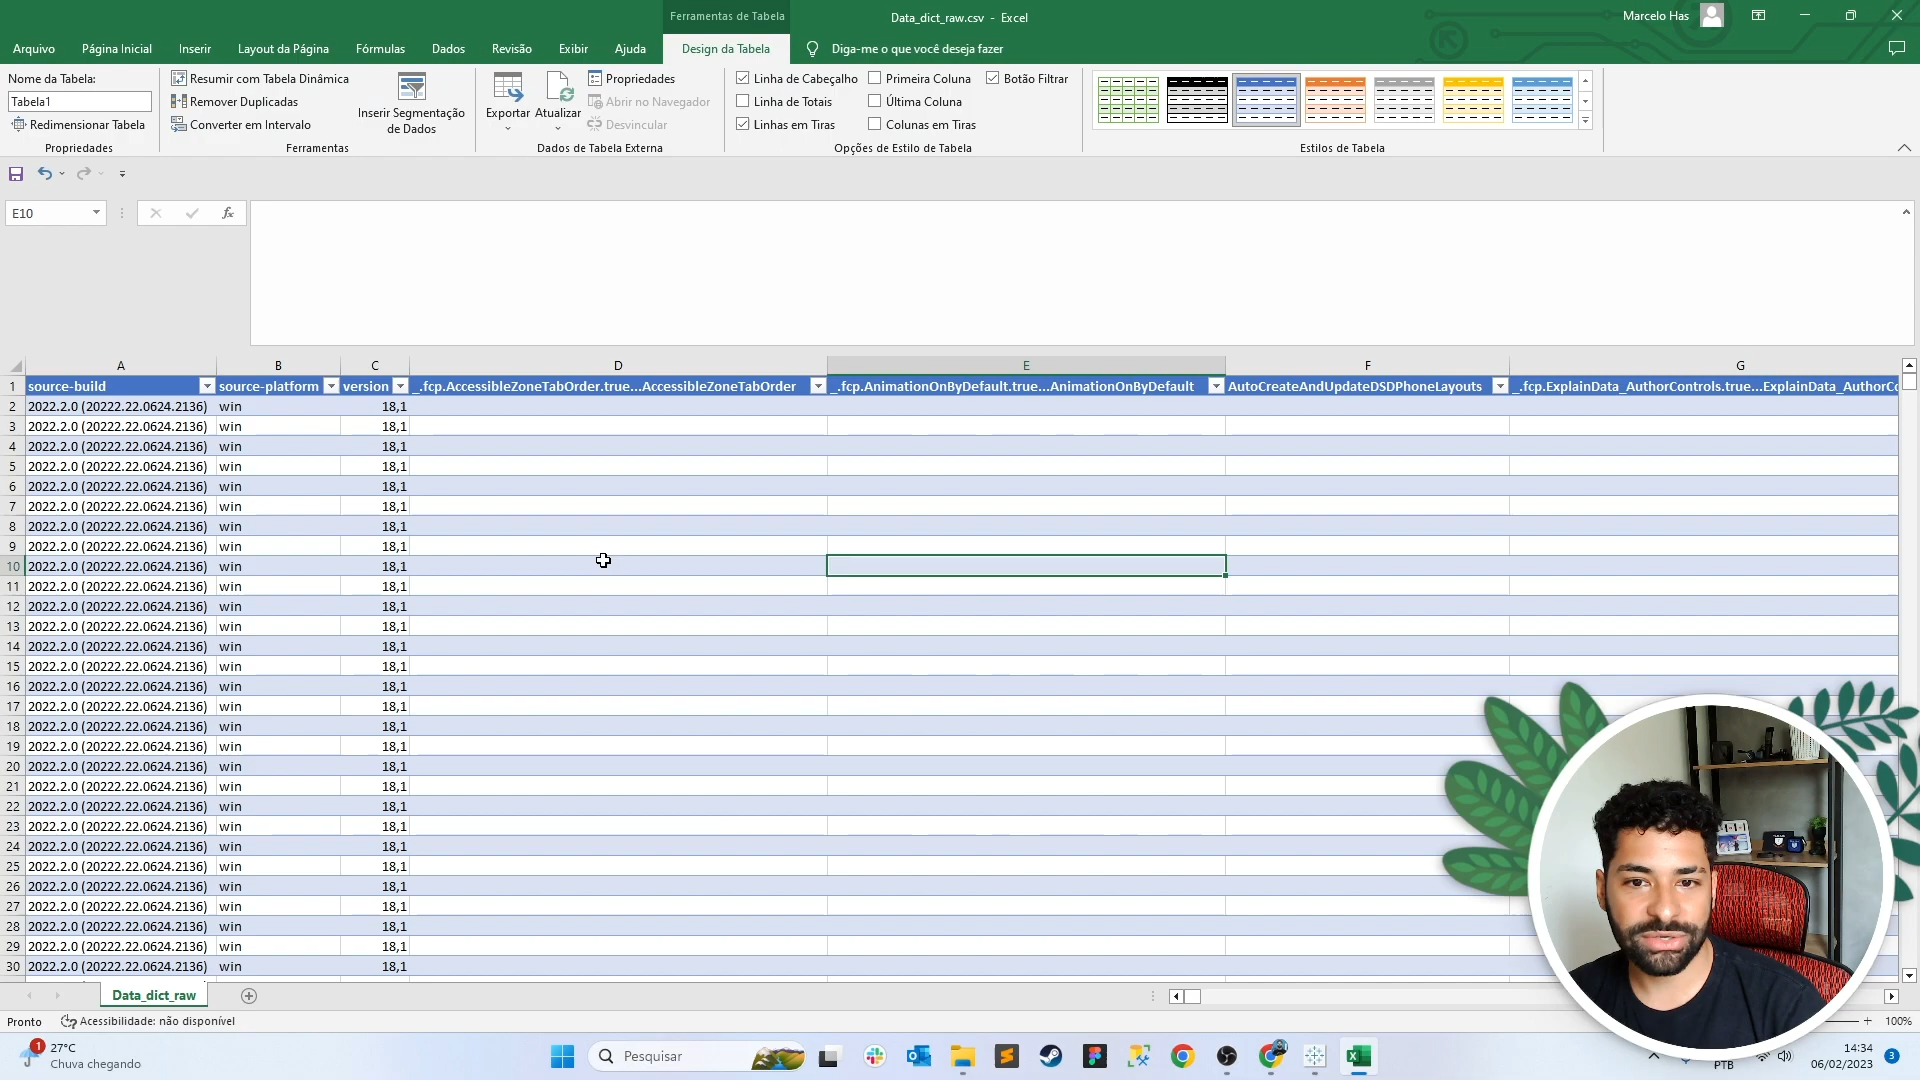 Ferramentas de Tabela
Data_dict_raw.csv - Excel
Marcelo Has
Arquivo Página Inicial Inserir Layout da Página Fórmulas Dados Revisão Exibir Ajuda Design da Tabela Diga-me o que você deseja fazer
Nome da Tabela:
Tabela1
Redimensionar Tabela
Propriedades
Resumir com Tabela Dinâmica
Remover Duplicadas
Converter em Intervalo
Inserir Segmentação
de Dados
Ferramentas
Exportar
Atualizar
Propriedades
Abrir no Navegador
Desvincular
Dados de Tabela Externa
Linha de Cabeçalho Primeira Coluna Botão Filtrar
Linha de Totais Última Coluna
Linhas em Tiras Colunas em Tiras
Opções de Estilo de Tabela
Estilos de Tabela
E10
fx
A B C D E F G
1 source-build source-platform version _.fcp.AccessibleZoneTabOrder.true...AccessibleZoneTabOrder _.fcp.AnimationOnByDefault.true...AnimationOnByDefault AutoCreateAndUpdateDSDPhoneLayouts _.fcp.ExplainData_AuthorControls.true...ExplainData_AuthorCo
2 2022.2.0 (20222.22.0624.2136) win 18,1
3 2022.2.0 (20222.22.0624.2136) win 18,1
4 2022.2.0 (20222.22.0624.2136) win 18,1
5 2022.2.0 (20222.22.0624.2136) win 18,1
6 2022.2.0 (20222.22.0624.2136) win 18,1
7 2022.2.0 (20222.22.0624.2136) win 18,1
8 2022.2.0 (20222.22.0624.2136) win 18,1
9 2022.2.0 (20222.22.0624.2136) win 18,1
10 2022.2.0 (20222.22.0624.2136) win 18,1
11 2022.2.0 (20222.22.0624.2136) win 18,1
12 2022.2.0 (20222.22.0624.2136) win 18,1
13 2022.2.0 (20222.22.0624.2136) win 18,1
14 2022.2.0 (20222.22.0624.2136) win 18,1
15 2022.2.0 (20222.22.0624.2136) win 18,1
16 2022.2.0 (20222.22.0624.2136) win 18,1
17 2022.2.0 (20222.22.0624.2136) win 18,1
18 2022.2.0 (20222.22.0624.2136) win 18,1
19 2022.2.0 (20222.22.0624.2136) win 18,1
20 2022.2.0 (20222.22.0624.2136) win 18,1
21 2022.2.0 (20222.22.0624.2136) win 18,1
22 2022.2.0 (20222.22.0624.2136) win 18,1
23 2022.2.0 (20222.22.0624.2136) win 18,1
24 2022.2.0 (20222.22.0624.2136) win 18,1
25 2022.2.0 (20222.22.0624.2136) win 18,1
26 2022.2.0 (20222.22.0624.2136) win 18,1
27 2022.2.0 (20222.22.0624.2136) win 18,1
28 2022.2.0 (20222.22.0624.2136) win 18,1
29 2022.2.0 (20222.22.0624.2136) win 18,1
30 2022.2.0 (20222.22.0624.2136) win 18,1
Data_dict_raw
Pronto Acessibilidade: não disponível
100%
1
27°C
Chuva chegando
Pesquisar
PTB
14:34
06/02/2023
3